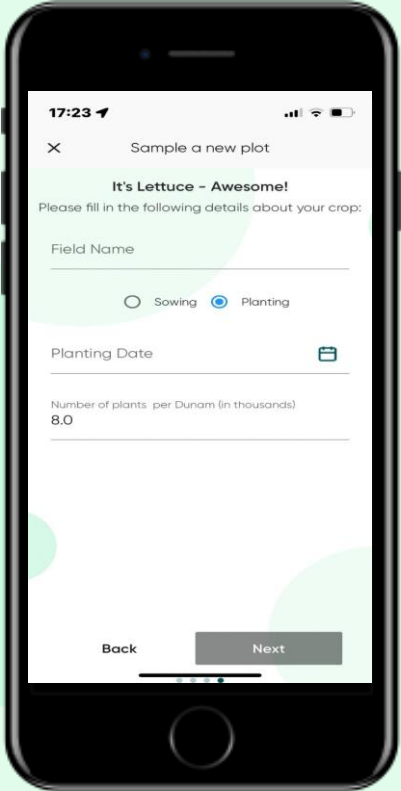 17:23
Sample a new plot
It's Lettuce - Awesome!
Please fill in the following details about your crop:
Field Name
Sowing Planting
Planting Date
Number of plants per Dunam (in thousands)
8.0
Back Next